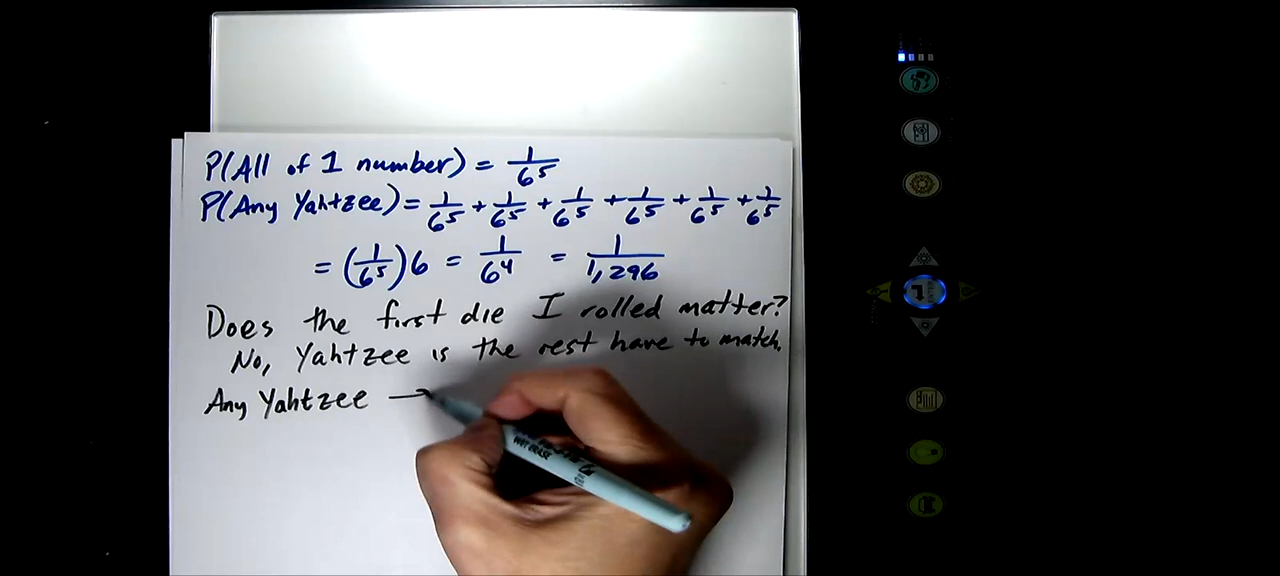 P(All of 1 number) = 1/6^5
P(Any Yahtzee) = 1/6^5 + 1/6^5 + 1/6^5 + 1/6^5 + 1/6^5 + 1/6^5
= (1/6^5)6 = 1/6^4 = 1/1,296
Does the first die I rolled matter?
No, Yahtzee is the rest have to match.
Any Yahtzee →
WET ERASE